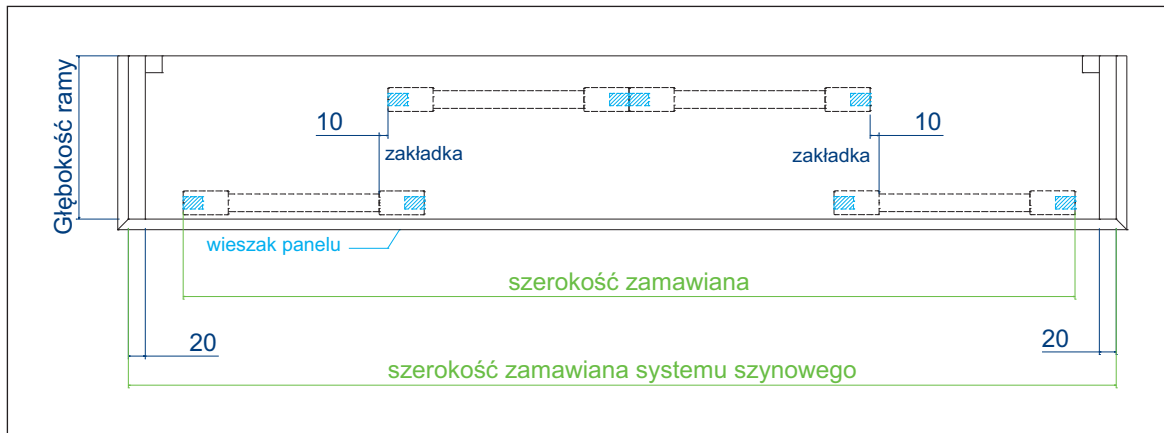 Głębokość ramy
10
10
zakładka
zakładka
wieszak panelu
szerokość zamawiana
20
20
szerokość zamawiana systemu szynowego